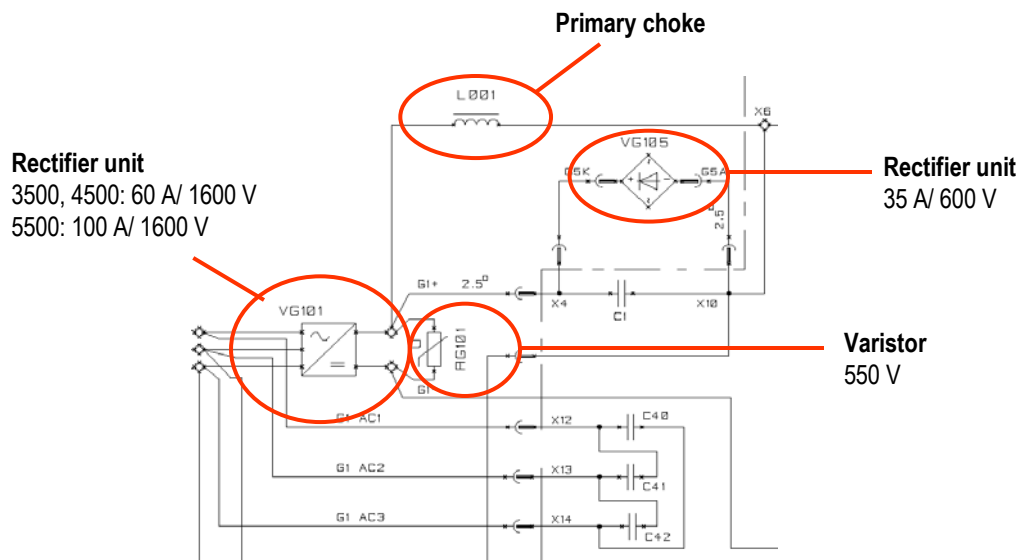 Primary choke
L001
X6
VG105
G5K
G5A
Rectifier unit
3500, 4500: 60 A/ 1600 V
5500: 100 A/ 1600 V
Rectifier unit
35 A/ 600 V
2.5□
G1+ 2.5□
X4
C1
X10
VG101
RG101
G1
Varistor
550 V
G1 AC1
X12
C40
G1 AC2
X13
C41
G1 AC3
X14
C42